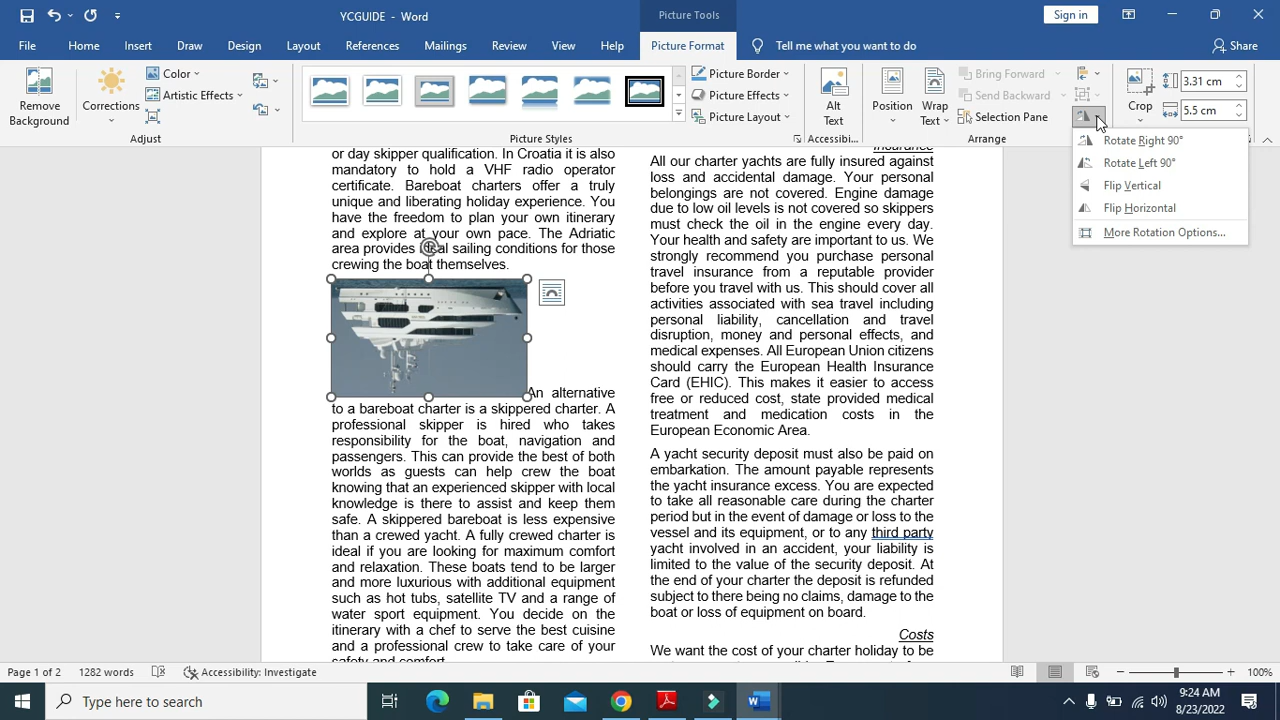 YCGUIDE - Word
Picture Tools
Sign in
File
Home
Insert
Draw
Design
Layout
References
Mailings
Review
View
Help
Picture Format
Tell me what you want to do
Share
Remove
Background
Corrections
Color
Artistic Effects
Adjust
Picture Styles
Picture Border
Picture Effects
Picture Layout
Alt
Text
Accessibi...
Position
Wrap
Text
Bring Forward
Send Backward
Selection Pane
Arrange
Crop
3.31 cm
5.5 cm
Rotate Right 90°
Rotate Left 90°
Flip Vertical
Flip Horizontal
More Rotation Options...
or day skipper qualification. In Croatia it is also
mandatory to hold a VHF radio operator
certificate. Bareboat charters offer a truly
unique and liberating holiday experience. You
have the freedom to plan your own itinerary
and explore at your own pace. The Adriatic
area provides sailing conditions for those
crewing the boat themselves.
An alternative
to a bareboat charter is a skippered charter. A
professional skipper is hired who takes
responsibility for the boat, navigation and
passengers. This can provide the best of both
worlds as guests can help crew the boat
knowing that an experienced skipper with local
knowledge is there to assist and keep them
safe. A skippered bareboat is less expensive
than a crewed yacht. A fully crewed charter is
ideal if you are looking for maximum comfort
and relaxation. These boats tend to be larger
and more luxurious with additional equipment
such as hot tubs, satellite TV and a range of
water sport equipment. You decide on the
itinerary with a chef to serve the best cuisine
and a professional crew to take care of your
safety and comfort.
Insurance
All our charter yachts are fully insured against
loss and accidental damage. Your personal
belongings are not covered. Engine damage
due to low oil levels is not covered so skippers
must check the oil in the engine every day.
Your health and safety are important to us. We
strongly recommend you purchase personal
travel insurance from a reputable provider
before you travel with us. This should cover all
activities associated with sea travel including
personal liability, cancellation and travel
disruption, money and personal effects, and
medical expenses. All European Union citizens
should carry the European Health Insurance
Card (EHIC). This makes it easier to access
free or reduced cost, state provided medical
treatment and medication costs in the
European Economic Area.
A yacht security deposit must also be paid on
embarkation. The amount payable represents
the yacht insurance excess. You are expected
to take all reasonable care during the charter
period but in the event of damage or loss to the
vessel and its equipment, or to any third party
yacht involved in an accident, your liability is
limited to the value of the security deposit. At
the end of your charter the deposit is refunded
subject to there being no claims, damage to the
boat or loss of equipment on board.
Costs
We want the cost of your charter holiday to be
Page 1 of 2
1282 words
Accessibility: Investigate
100%
Type here to search
9:24 AM
8/23/2022